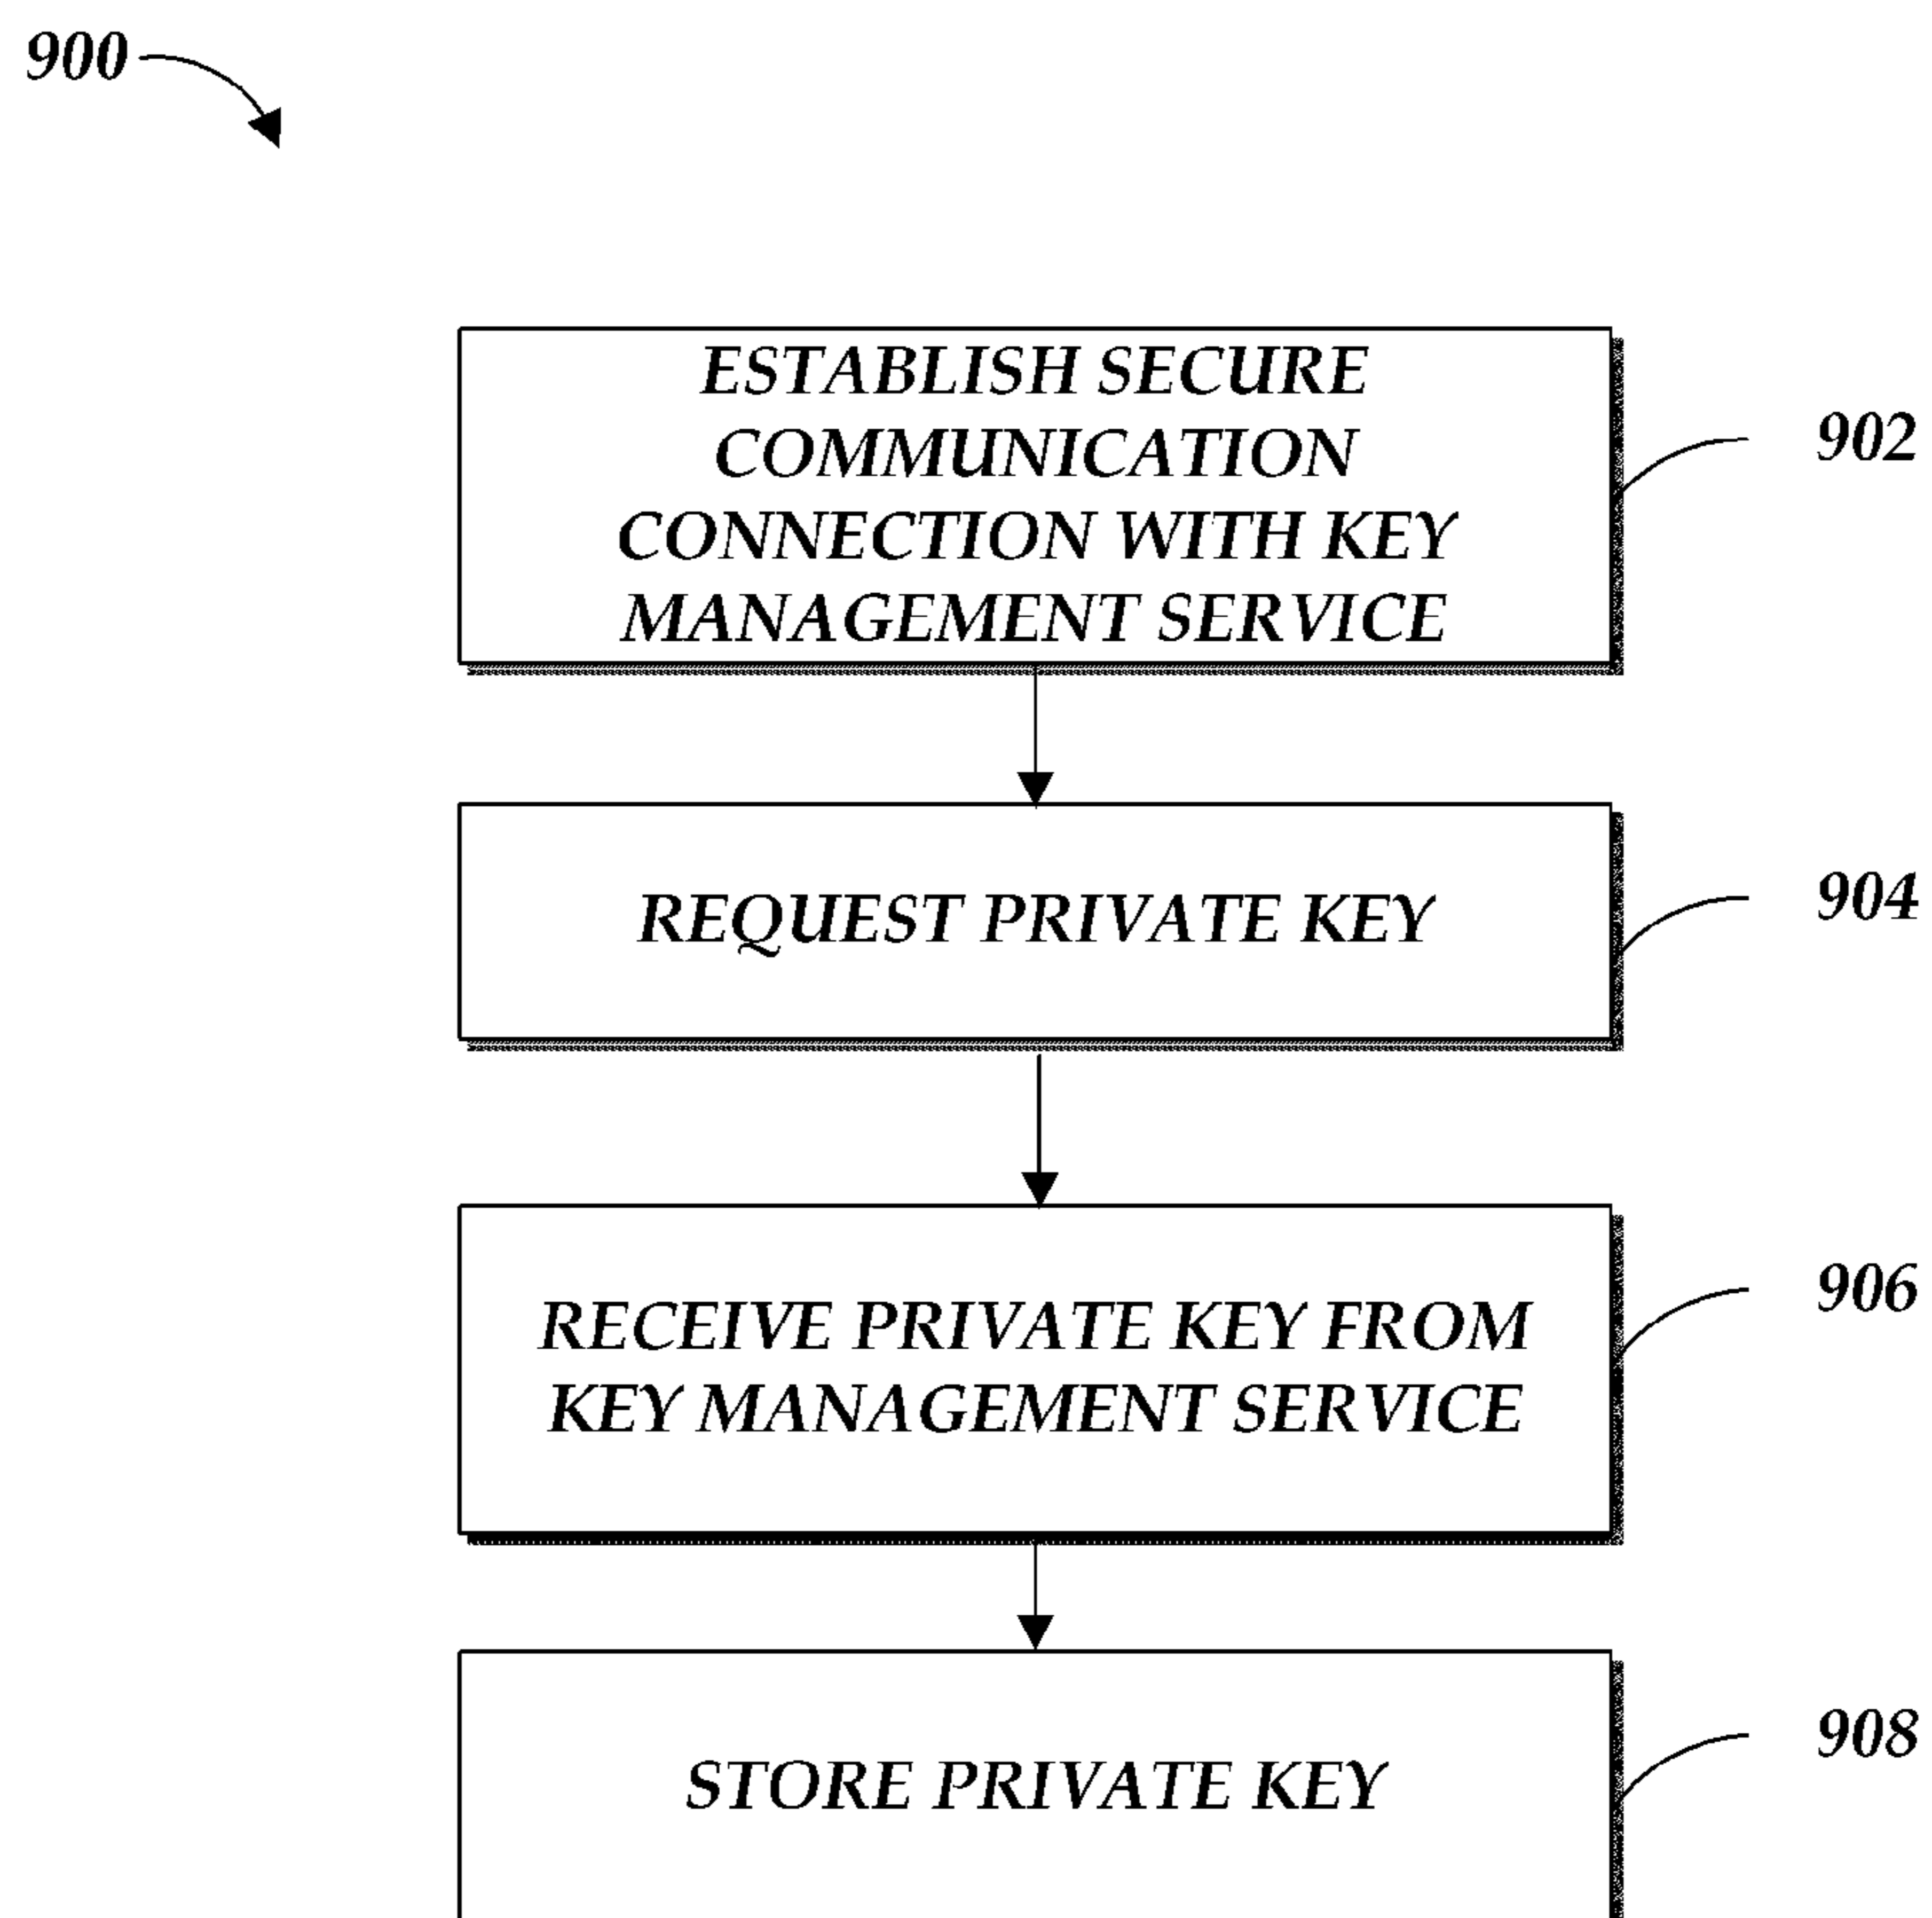 900
ESTABLISH SECURE
COMMUNICATION
CONNECTION WITH KEY
MANAGEMENT SERVICE
902
REQUEST PRIVATE KEY
904
RECEIVE PRIVATE KEY FROM
KEY MANAGEMENT SERVICE
906
STORE PRIVATE KEY
908